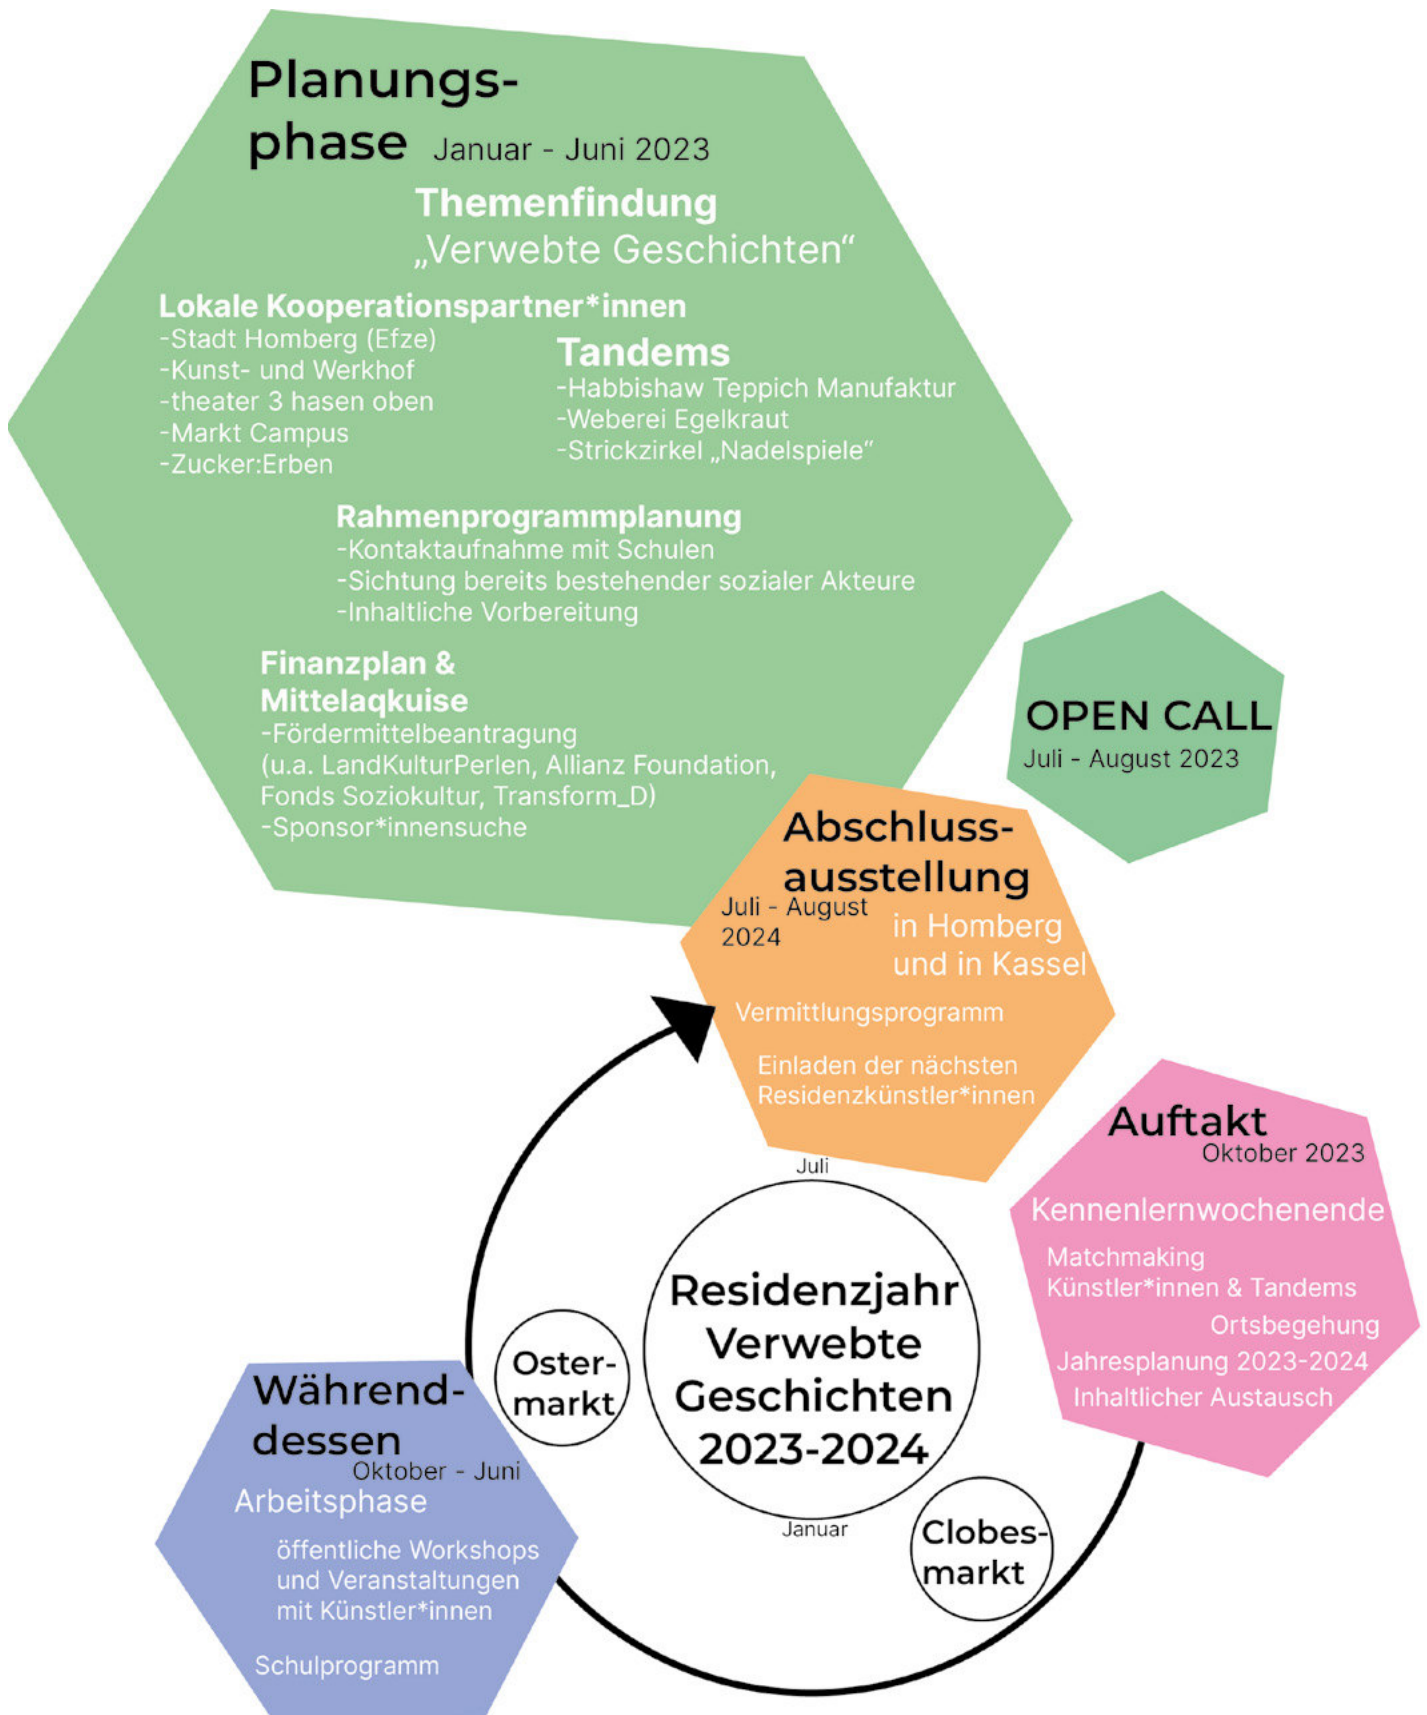 Planungs-
phase Januar - Juni 2023
Themenfindung
„Verwebte Geschichten“
Lokale Kooperationspartner*innen
-Stadt Homberg (Efze)
-Kunst- und Werkhof
-theater 3 hasen oben
-Markt Campus
-Zucker:Erben
Tandems
-Habbishaw Teppich Manufaktur
-Weberei Egelkraut
-Strickzirkel „Nadelspiele“
Rahmenprogrammplanung
-Kontaktaufnahme mit Schulen
-Sichtung bereits bestehender sozialer Akteure
-Inhaltliche Vorbereitung
Finanzplan &
Mittelaqkuise
-Fördermittelbeantragung
(u.a. LandKulturPerlen, Allianz Foundation,
Fonds Soziokultur, Transform_D)
-Sponsor*innensuche
OPEN CALL
Juli - August 2023
Abschluss-
ausstellung
Juli - August
2024
in Homberg
und in Kassel
Vermittlungsprogramm
Einladen der nächsten
Residenzkünstler*innen
Auftakt
Oktober 2023
Kennenlernwochenende
Matchmaking
Künstler*innen & Tandems
Ortsbegehung
Jahresplanung 2023-2024
Inhaltlicher Austausch
Juli
Residenzjahr
Verwebte
Geschichten
2023-2024
Januar
Oster-
markt
Clobes-
markt
Während-
dessen
Oktober - Juni
Arbeitsphase
öffentliche Workshops
und Veranstaltungen
mit Künstler*innen
Schulprogramm